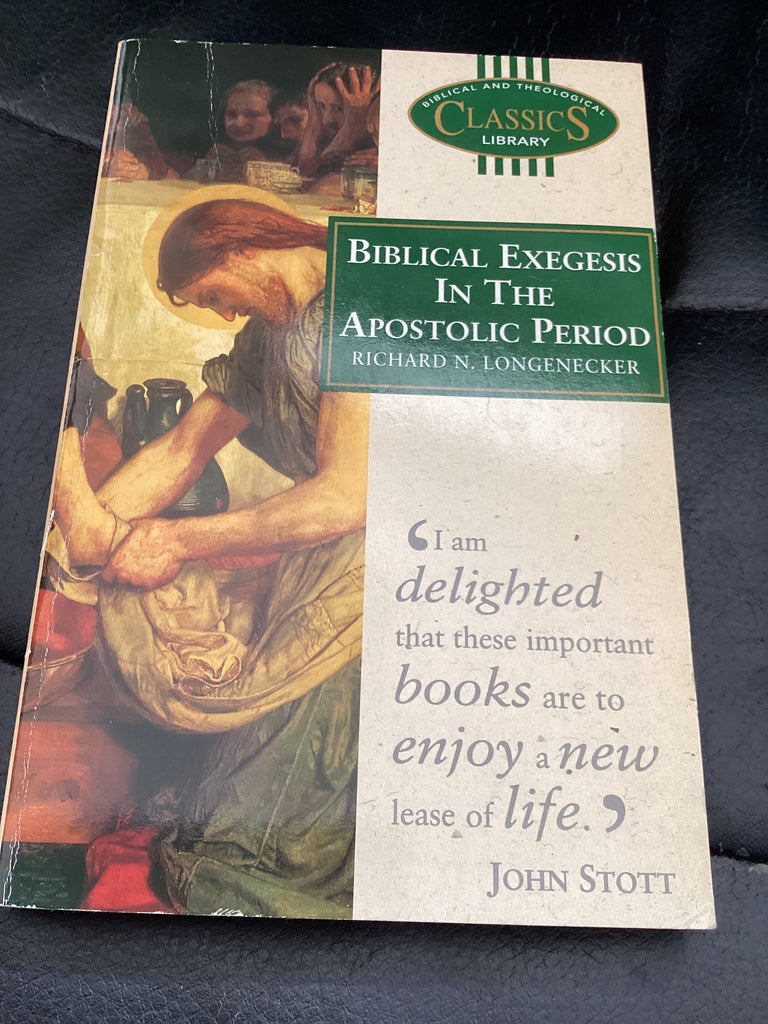 BIBLICAL AND THEOLOGICAL
CLASSICS
LIBRARY
BIBLICAL EXEGESIS
IN THE
APOSTOLIC PERIOD
RICHARD N. LONGENECKER
‘I am
delighted
that these important
books are to
enjoy a new
lease of life.’
JOHN STOTT